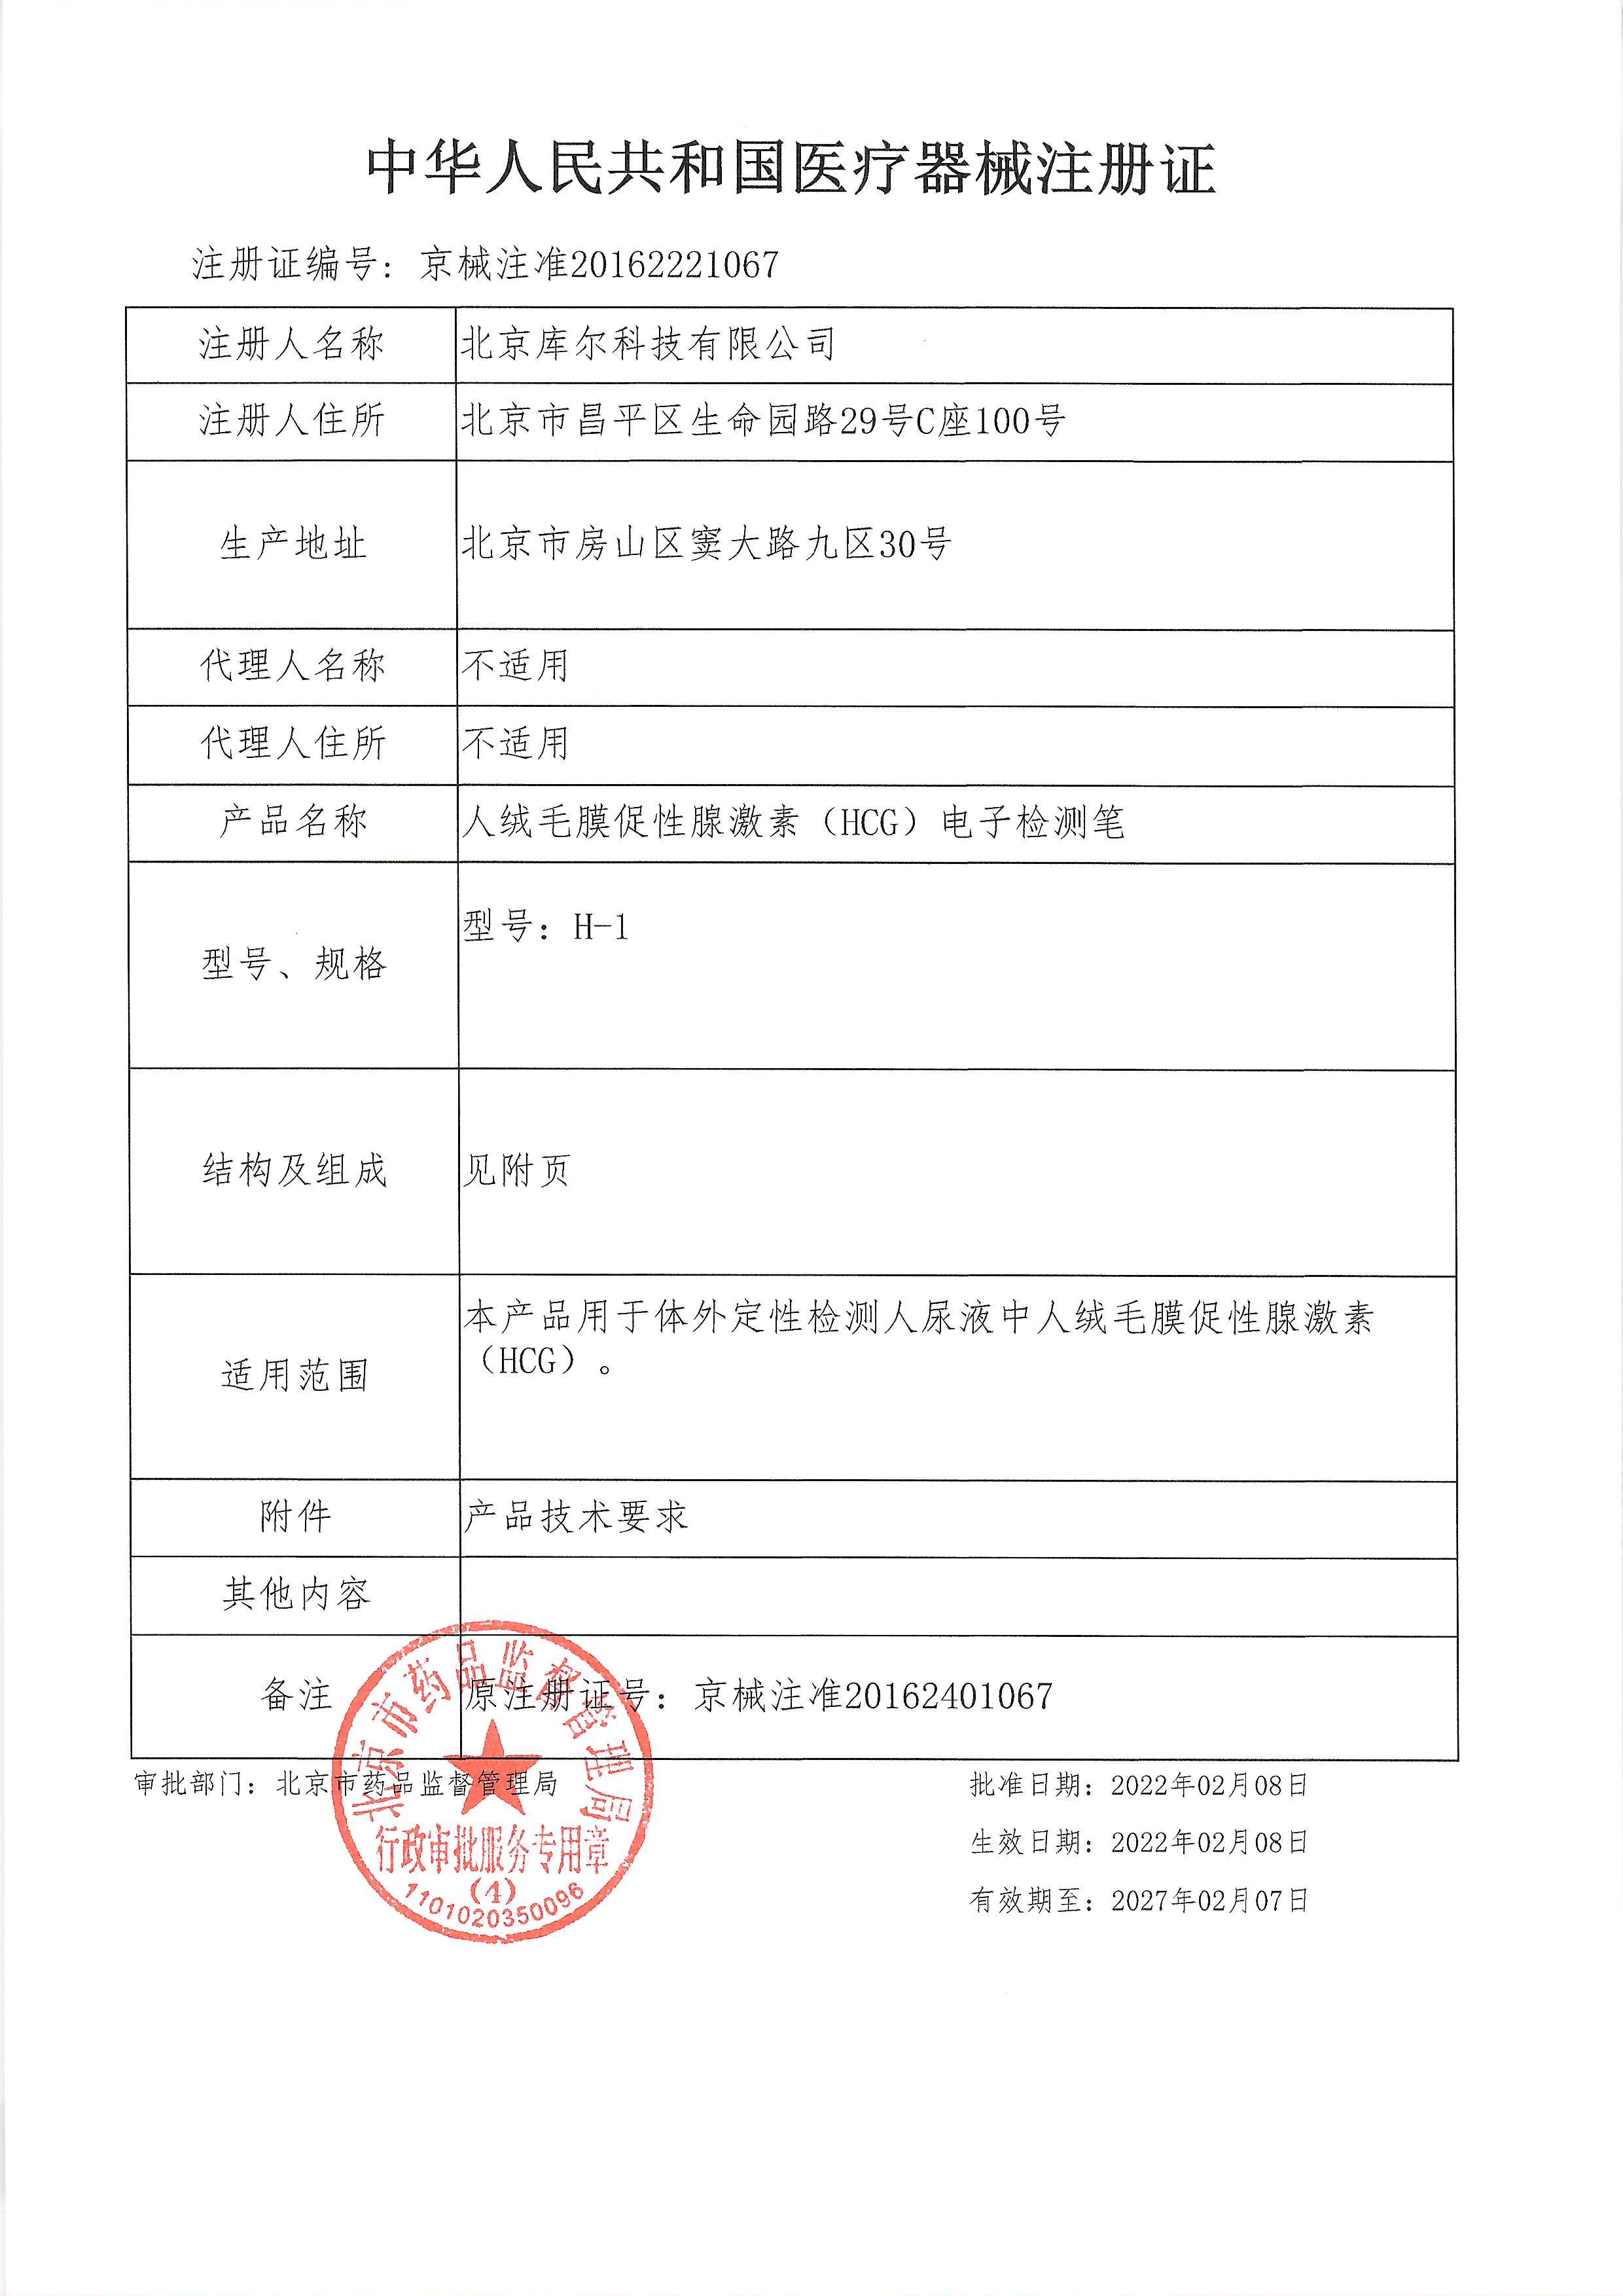 中华人民共和国医疗器械注册证
注册证编号：京械注准20162221067
注册人名称 北京库尔科技有限公司
注册人住所 北京市昌平区生命园路29号C座100号
生产地址 北京市房山区窦大路九区30号
代理人名称 不适用
代理人住所 不适用
产品名称 人绒毛膜促性腺激素（HCG）电子检测笔
型号、规格 型号：H-1
结构及组成 见附页
适用范围 本产品用于体外定性检测人尿液中人绒毛膜促性腺激素
（HCG）。
附件 产品技术要求
其他内容
备注 原注册证号：京械注准20162401067
审批部门：北京市药品监督管理局 批准日期：2022年02月08日
生效日期：2022年02月08日
有效期至：2027年02月07日
北京市药品监督管理局
行政审批服务专用章
（4）
1101020350096